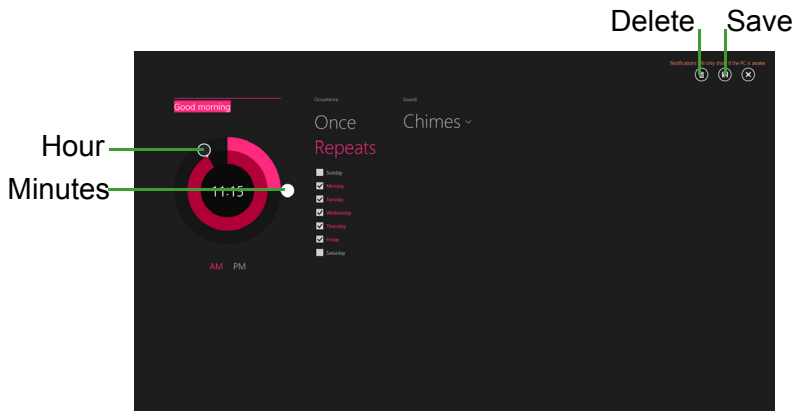 Delete Save
Notifications will only show if the PC is awake.
Good morning
Occurrence
Sound
Once
Chimes
Repeats
Hour
Minutes
11:15
Sunday
Monday
Tuesday
Wednesday
Thursday
Friday
Saturday
AM PM